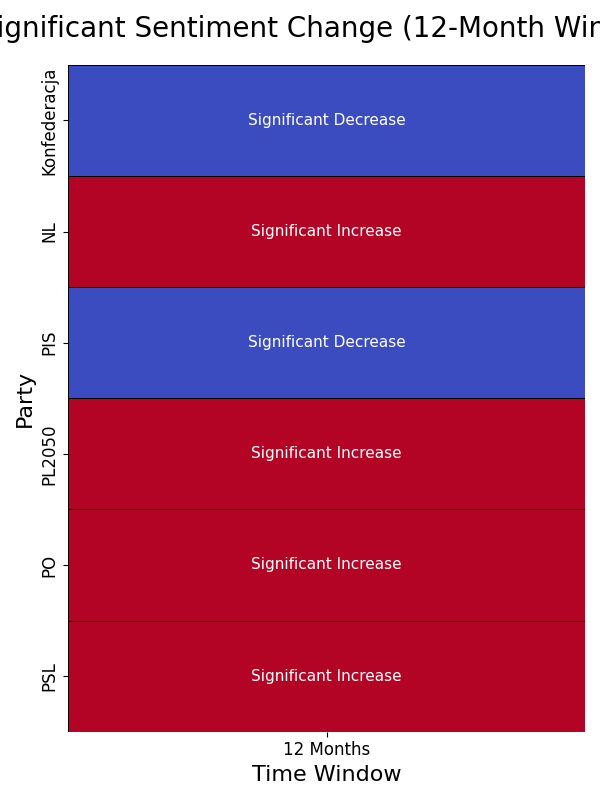 ignificant Sentiment Change (12-Month Win
Konfederacja
Significant Decrease
NL
Significant Increase
PIS
Significant Decrease
Party
PL2050
Significant Increase
PO
Significant Increase
PSL
Significant Increase
12 Months
Time Window